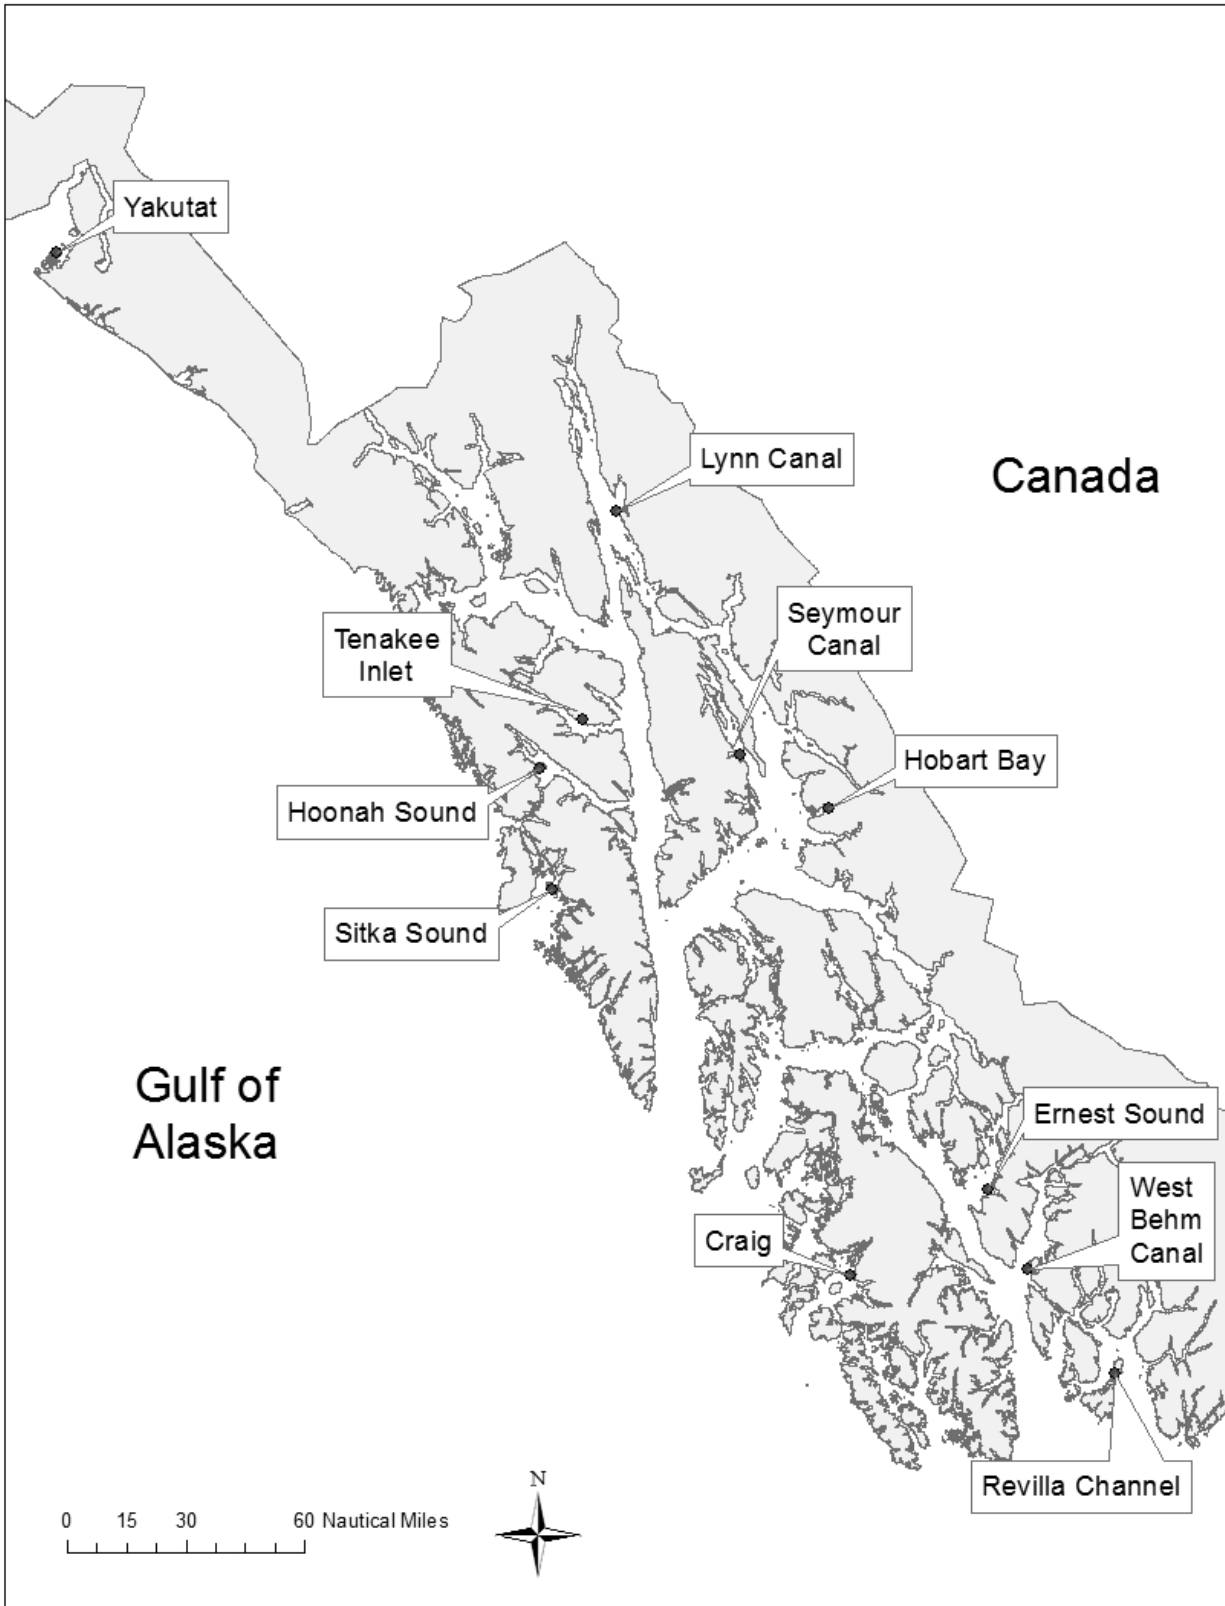 Yakutat
Lynn Canal
Canada
Seymour
Canal
Tenakee
Inlet
Hobart Bay
Hoonah Sound
Sitka Sound
Gulf of
Alaska
Ernest Sound
West
Behm
Canal
Craig
Revilla Channel
N
0 15 30 60 Nautical Miles